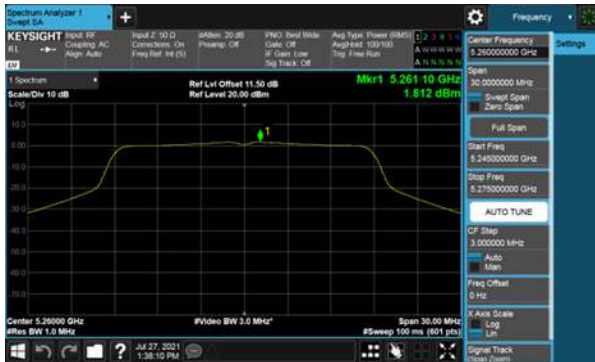 Spectrum Analyzer 1
Swept SA
Frequency
KEYSIGHT
Input: RF
Coupling: AC
Align: Auto
Input Z: 50 Ω
Corrections: On
Freq Ref: Int (S)
#Atten: 20 dB
Preamp: Off
PNO: Best Wide
Gate: Off
IF Gain: Low
Sig Track: Off
Avg Type: Power (RMS)
Avg|Hold: 100/100
Trig: Free Run
1 2 3 4 5 6
A W W W W W
A N N N N N
RL
LXI
Center Frequency
5.260000000 GHz
Settings
1 Spectrum
Scale/Div 10 dB
Ref Lvl Offset 11.50 dB
Ref Level 20.00 dBm
Mkr1 5.261 10 GHz
1.812 dBm
Log
10.0
0.00
-10.0
-20.0
-30.0
-40.0
-50.0
-60.0
-70.0
1
Span
30.0000000 MHz
Swept Span
Zero Span
Full Span
Start Freq
5.245000000 GHz
Stop Freq
5.275000000 GHz
AUTO TUNE
CF Step
3.000000 MHz
Auto
Man
Freq Offset
0 Hz
X Axis Scale
Log
Lin
Signal Track
(Span Zoom)
Center 5.26000 GHz
#Res BW 1.0 MHz
#Video BW 3.0 MHz*
Span 30.00 MHz
#Sweep 100 ms (601 pts)
Jul 27, 2021
1:38:10 PM